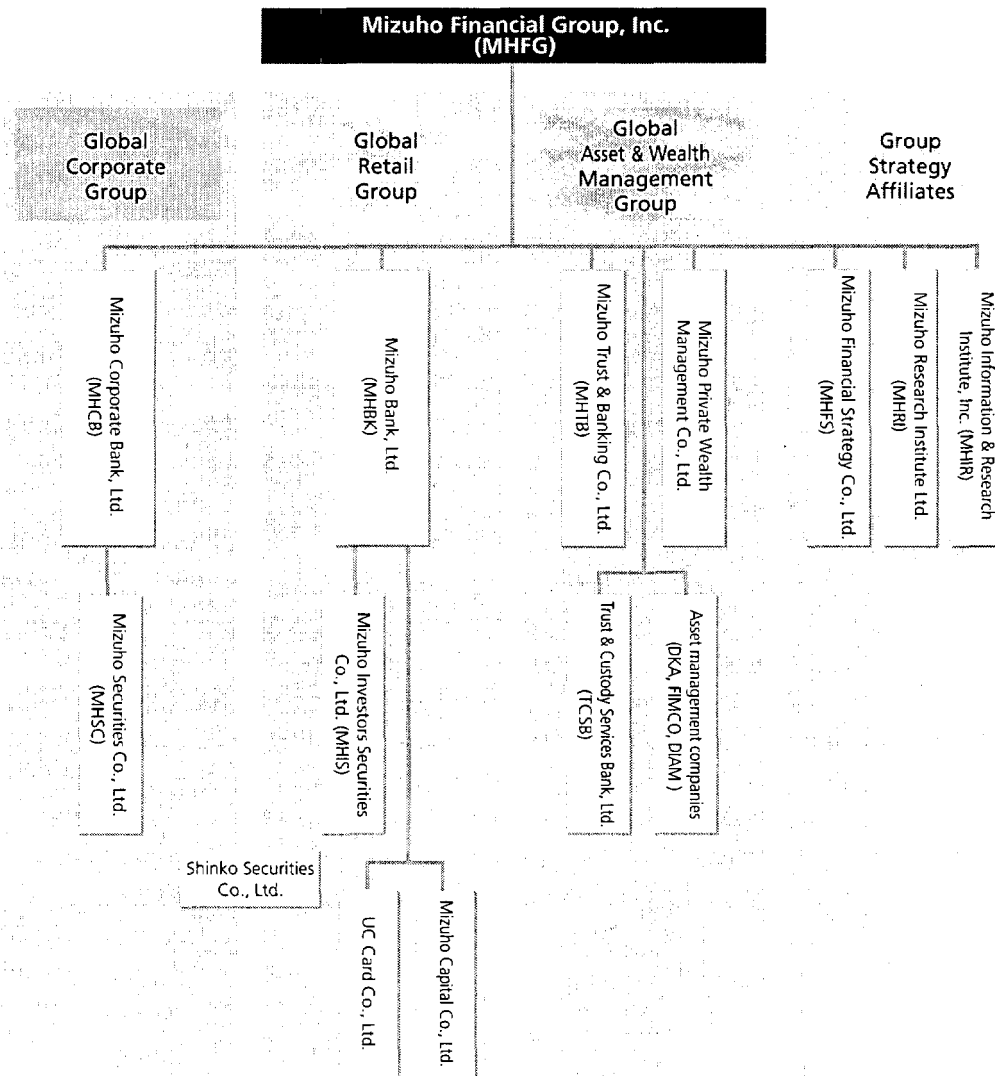 Mizuho Financial Group, Inc.
(MHFG)
Global
Corporate
Group
Global
Retail
Group
Global
Asset & Wealth
Management
Group
Group
Strategy
Affiliates
Mizuho Corporate Bank, Ltd.
(MHCB)
Mizuho Bank, Ltd.
(MHBK)
Mizuho Trust & Banking Co., Ltd.
(MHTB)
Mizuho Private Wealth
Management Co., Ltd.
Mizuho Financial Strategy Co., Ltd.
(MHFS)
Mizuho Research Institute Ltd.
(MHRI)
Mizuho Information & Research
Institute, Inc. (MHIR)
Mizuho Securities Co., Ltd.
(MHSC)
Mizuho Investors Securities
Co., Ltd. (MHIS)
Trust & Custody Services Bank, Ltd.
(TCSB)
Asset management companies
(DKA, FIMCO, DIAM )
Shinko Securities
Co., Ltd.
UC Card Co., Ltd.
Mizuho Capital Co., Ltd.